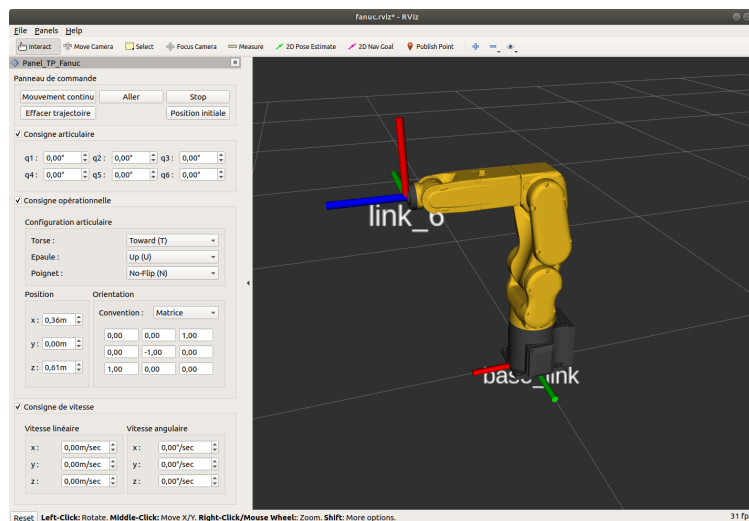 fanuc.rviz* - RViz
File Panels Help
Interact Move Camera Select Focus Camera Measure 2D Pose Estimate 2D Nav Goal Publish Point
Panel_TP_Fanuc
Panneau de commande
Mouvement continu Aller Stop
Effacer trajectoire Position initiale
Consigne articulaire
q1 : 0,00° q2 : 0,00° q3 : 0,00°
q4 : 0,00° q5 : 0,00° q6 : 0,00°
Consigne opérationnelle
Configuration articulaire
Torse : Toward (T)
Epaule : Up (U)
Poignet : No-Flip (N)
Position Orientation
Convention : Matrice
x : 0,36m
0,00 0,00 1,00
y : 0,00m
0,00 -1,00 0,00
z : 0,61m
1,00 0,00 0,00
Consigne de vitesse
Vitesse linéaire Vitesse angulaire
x : 0,00m/sec x : 0,00°/sec
y : 0,00m/sec y : 0,00°/sec
z : 0,00m/sec z : 0,00°/sec
link_6
base_link
Reset Left-Click: Rotate. Middle-Click: Move X/Y. Right-Click/Mouse Wheel:: Zoom. Shift: More options. 31 fp